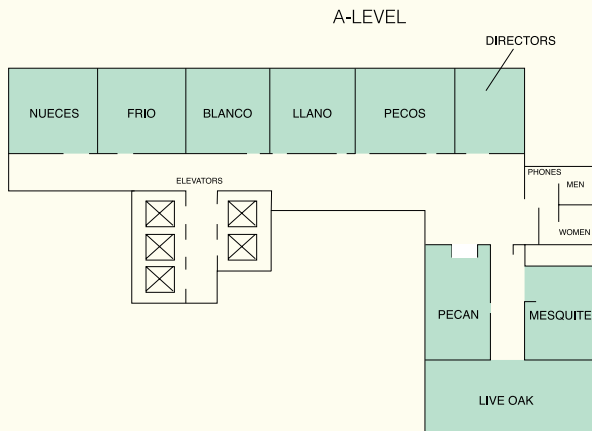 A-LEVEL
DIRECTORS
NUECES
FRIO
BLANCO
LLANO
PECOS
PHONES
MEN
ELEVATORS
WOMEN
PECAN
MESQUITE
LIVE OAK